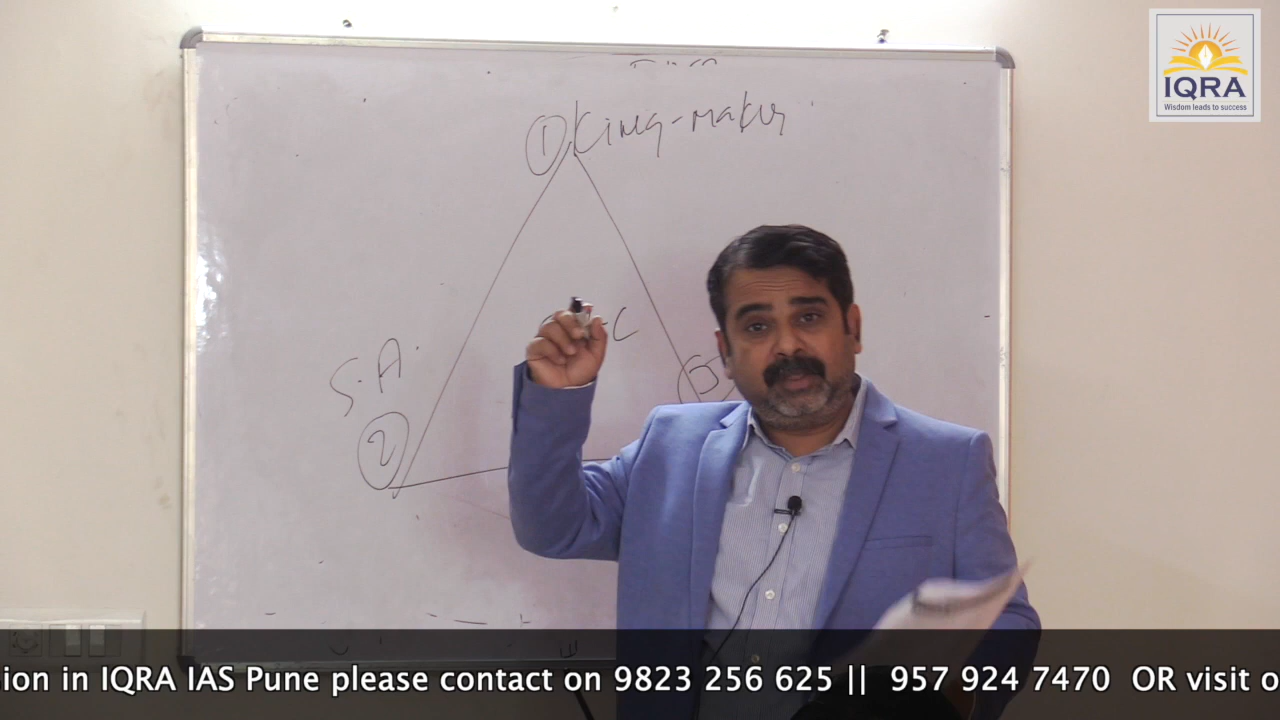 IQRA
Wisdom leads to success
① King-maker
C
S.A.
②
sion in IQRA IAS Pune please contact on 9823 256 625 || 957 924 7470 OR visit o